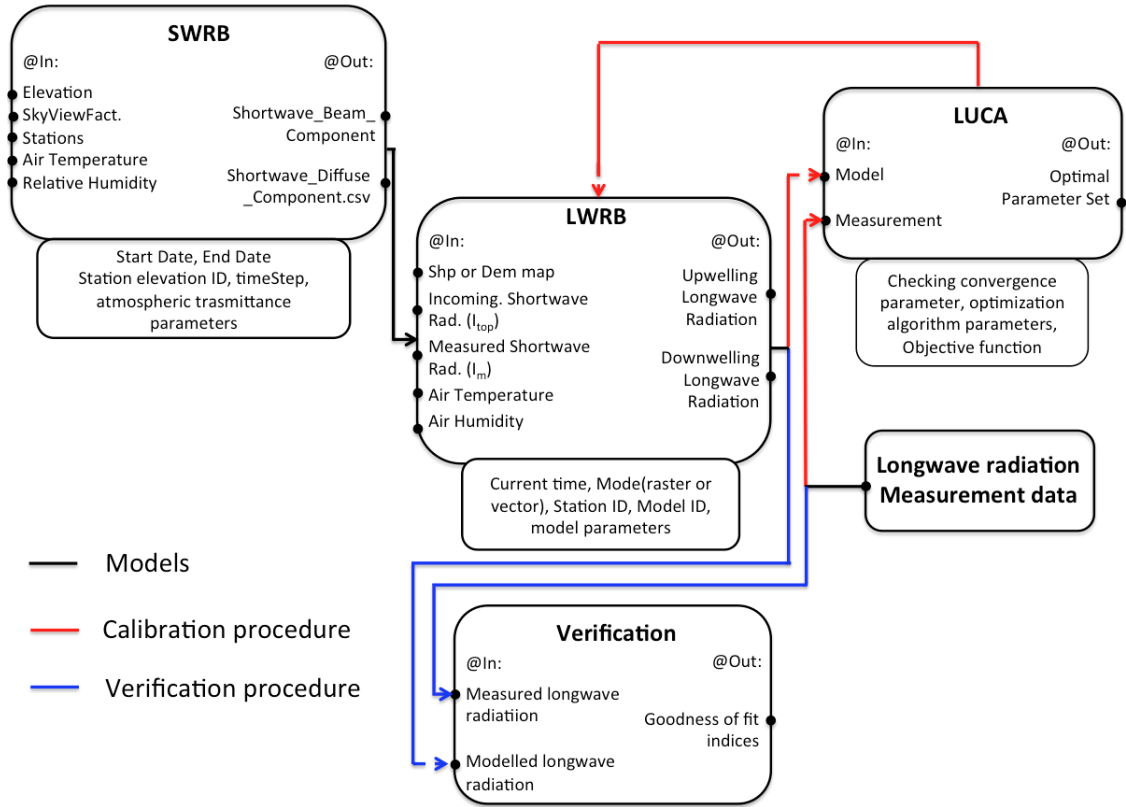 SWRB
@In:
@Out:
Elevation
SkyViewFact.
Stations
Air Temperature
Relative Humidity
Shortwave_Beam_
Component
Shortwave_Diffuse
_Component.csv
Start Date, End Date
Station elevation ID, timeStep,
atmospheric trasmittance
parameters
LWRB
@In:
@Out:
Shp or Dem map
Incoming. Shortwave
Rad. (I_top)
Measured Shortwave
Rad. (I_m)
Air Temperature
Air Humidity
Upwelling
Longwave
Radiation
Downwelling
Longwave
Radiation
Current time, Mode(raster or
vector), Station ID, Model ID,
model parameters
LUCA
@In:
@Out:
Model
Measurement
Optimal
Parameter Set
Checking convergence
parameter, optimization
algorithm parameters,
Objective function
Longwave radiation
Measurement data
Models
Calibration procedure
Verification procedure
Verification
@In:
@Out:
Measured longwave
radiatiion
Modelled longwave
radiation
Goodness of fit
indices